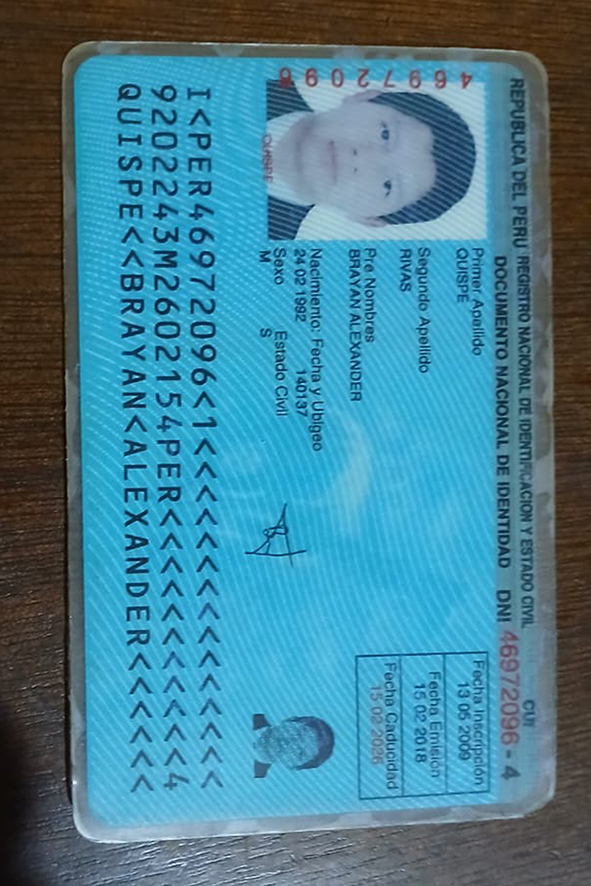 REPUBLICA DEL PERU REGISTRO NACIONAL DE IDENTIFICACION Y ESTADO CIVIL
DOCUMENTO NACIONAL DE IDENTIDAD DNI
CUI
46972096 - 4
46972096
QUISPE
Primer Apellido
QUISPE
Segundo Apellido
RIVAS
Pre Nombres
BRAYAN ALEXANDER
Nacimiento: Fecha y Ubigeo
24 02 1992 140137
Sexo Estado Civil
M S
Fecha Inscripción
13 05 2009
Fecha Emisión
15 02 2018
Fecha Caducidad
15 02 2026
I<PER46972096<1<<<<<<<<<<<<<<<
9202243M2602154PER<<<<<<<<<<<4
QUISPE<<BRAYAN<ALEXANDER<<<<<<